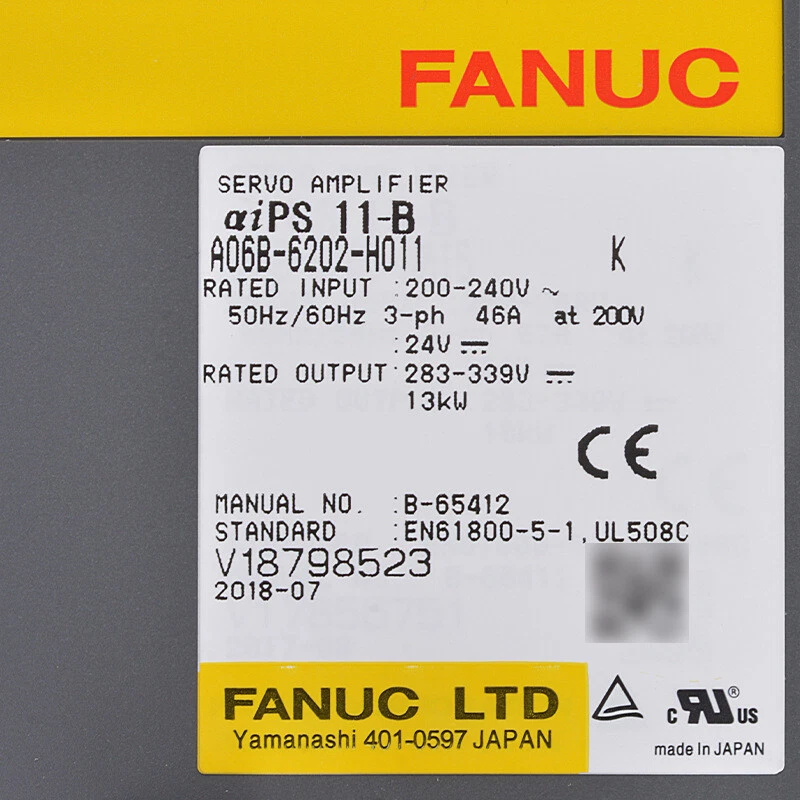 FANUC
SERVO AMPLIFIER
αiPS 11-B
A06B-6202-H011 K
RATED INPUT :200-240V ~
50Hz/60Hz 3-ph 46A at 200V
:24V ⎓
RATED OUTPUT:283-339V ⎓
13kW
CE
MANUAL NO. :B-65412
STANDARD :EN61800-5-1,UL508C
V18798523
2018-07
FANUC LTD
Yamanashi 401-0597 JAPAN
c RU® US
made In JAPAN